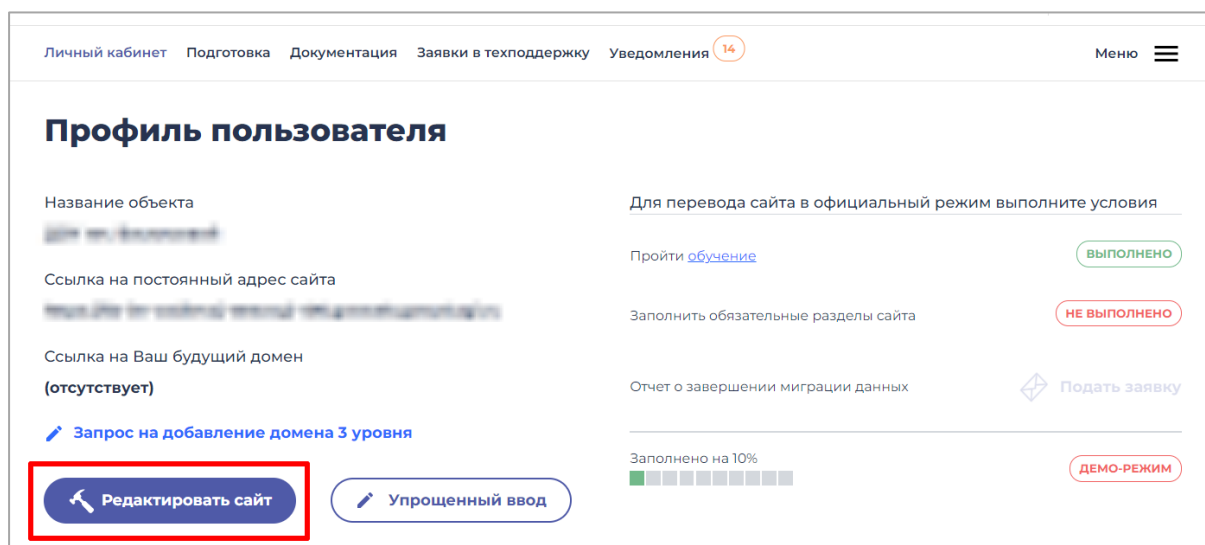 Личный кабинет Подготовка Документация Заявки в техподдержку Уведомления 14 Меню
Профиль пользователя
Название объекта
Ссылка на постоянный адрес сайта
Ссылка на Ваш будущий домен
(отсутствует)
Запрос на добавление домена 3 уровня
Редактировать сайт
Упрощенный ввод
Для перевода сайта в официальный режим выполните условия
Пройти обучение ВЫПОЛНЕНО
Заполнить обязательные разделы сайта НЕ ВЫПОЛНЕНО
Отчет о завершении миграции данных Подать заявку
Заполнено на 10% ДЕМО-РЕЖИМ